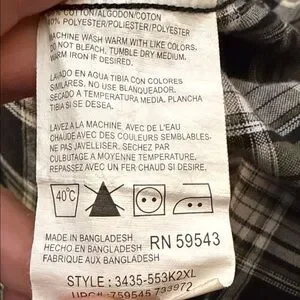 COTTON/ALGODON/COTON
POLYESTER/POLIESTER/POLYESTER
MACHINE WASH WARM WITH LIKE COLORS.
DO NOT BLEACH. TUMBLE DRY MEDIUM.
WARM IRON IF DESIRED.
LAVADO EN AGUA TIBIA CON COLORES
SIMILARES. NO USE BLANQUEADOR.
SECADO A TEMPERATURA MEDIA. PLANCHA
TIBIA SI SE DESEA.
LAVEZ A LA MACHINE AVEC DE L'EAU
CHAUDE AVEC DES COULEURS SEMBLABLES.
NE PAS JAVELLISER. SECHEZ PAR
CULBUTAGE A MOYENNE TEMPERATURE.
REPASSEZ AVEC UN FER CHAUD SI DESIRE.
40°C
MADE IN BANGLADESH
HECHO EN BANGLADESH RN 59543
FABRIQUE AUX BANGLADESH
STYLE : 3435-553K2XL
UPC# : 759545733972